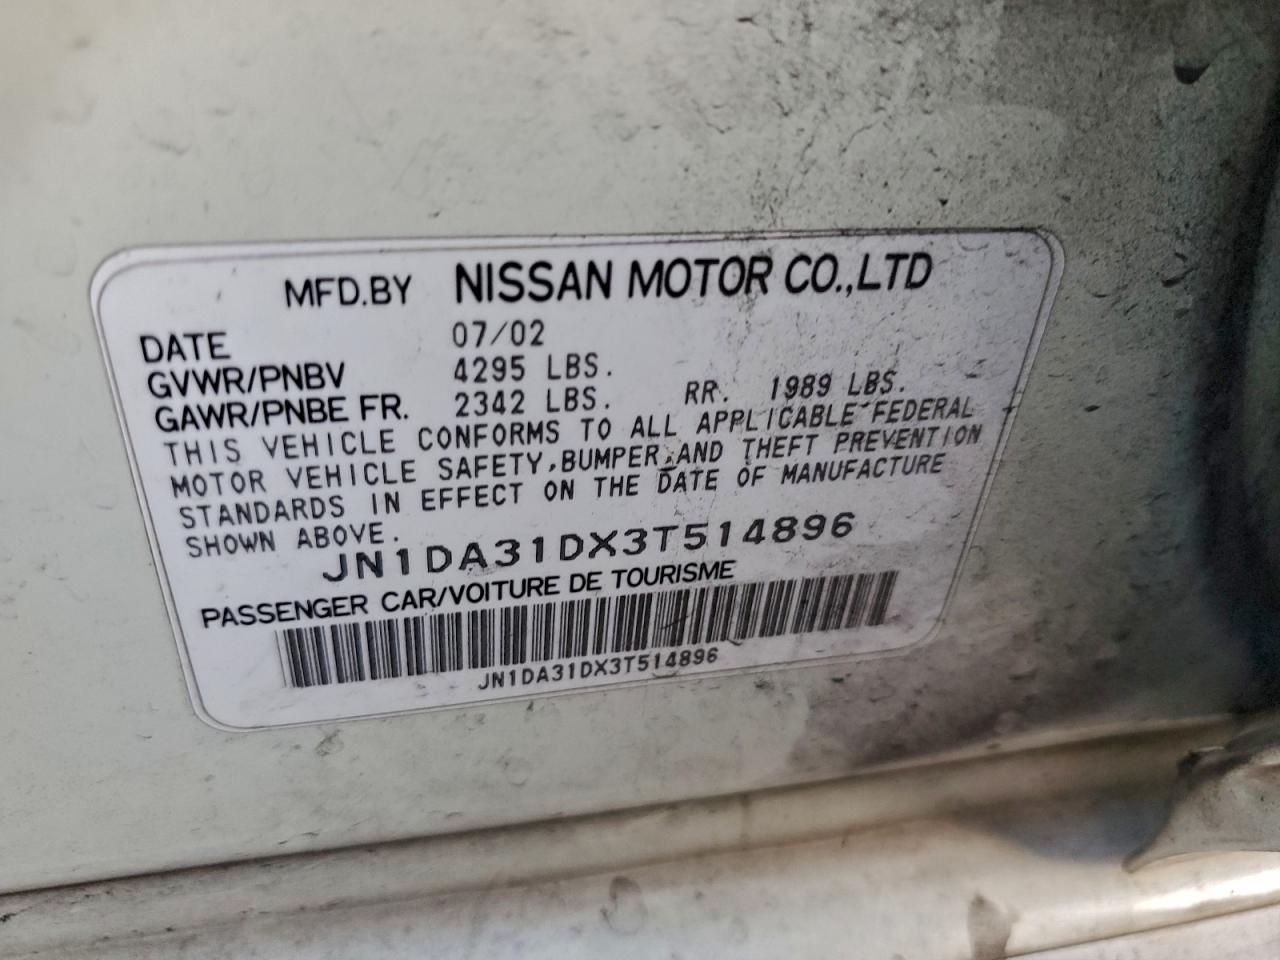 MFD.BY NISSAN MOTOR CO.,LTD
DATE 07/02
GVWR/PNBV 4295 LBS.
GAWR/PNBE FR. 2342 LBS. RR. 1989 LBS.
THIS VEHICLE CONFORMS TO ALL APPLICABLE FEDERAL
MOTOR VEHICLE SAFETY,BUMPER,AND THEFT PREVENTION
STANDARDS IN EFFECT ON THE DATE OF MANUFACTURE
SHOWN ABOVE.
JN1DA31DX3T514896
PASSENGER CAR/VOITURE DE TOURISME
JN1DA31DX3T514896